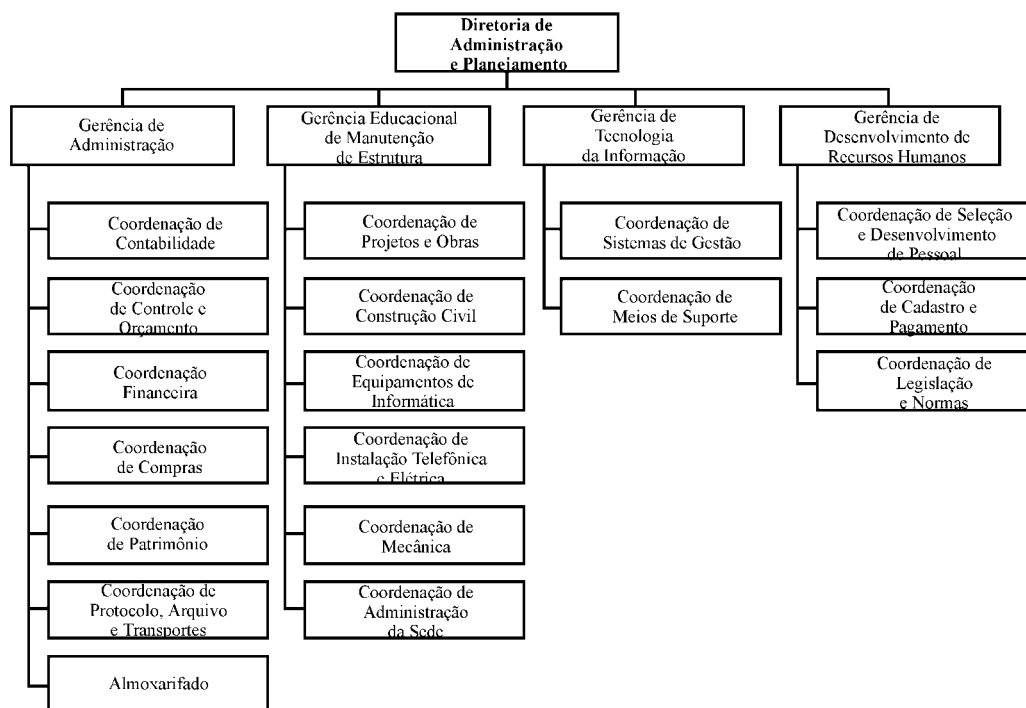 Diretoria de
Administração
e Planejamento
Gerência de
Administração
Gerência Educacional
de Manutenção
de Estrutura
Gerência de
Tecnologia
da Informação
Gerência de
Desenvolvimento de
Recursos Humanos
Coordenação de
Contabilidade
Coordenação
de Controle e
Orçamento
Coordenação
Financeira
Coordenação
de Compras
Coordenação
de Patrimônio
Coordenação de
Protocolo, Arquivo
e Transportes
Almoxarifado
Coordenação de
Projetos e Obras
Coordenação de
Construção Civil
Coordenação de
Equipamentos de
Informática
Coordenação de
Instalação Telefônica
e Elétrica
Coordenação de
Mecânica
Coordenação de
Administração
da Sede
Coordenação de
Sistemas de Gestão
Coordenação de
Meios de Suporte
Coordenação de Seleção
e Desenvolvimento
de Pessoal
Coordenação
de Cadastro e
Pagamento
Coordenação de
Legislação
e Normas